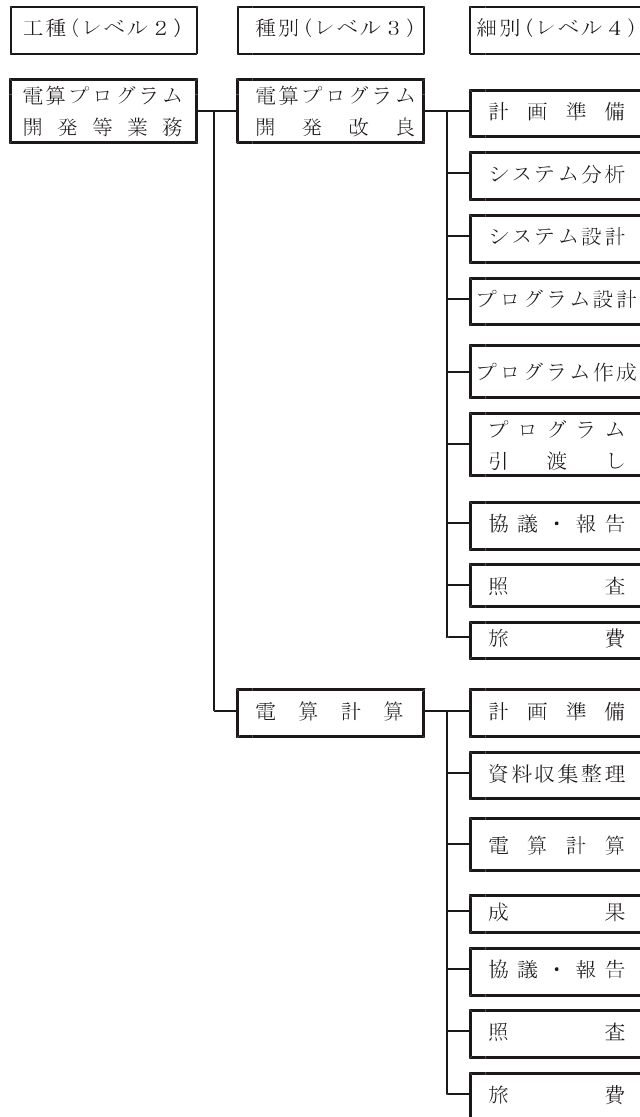 工種(レベル2)
種別(レベル3)
細別(レベル4)
電算プログラム
開発等業務
電算プログラム
開発改良
計画準備
システム分析
システム設計
プログラム設計
プログラム作成
プログラム
引渡し
協議・報告
照査
旅費
電算計算
計画準備
資料収集整理
電算計算
成果
協議・報告
照査
旅費